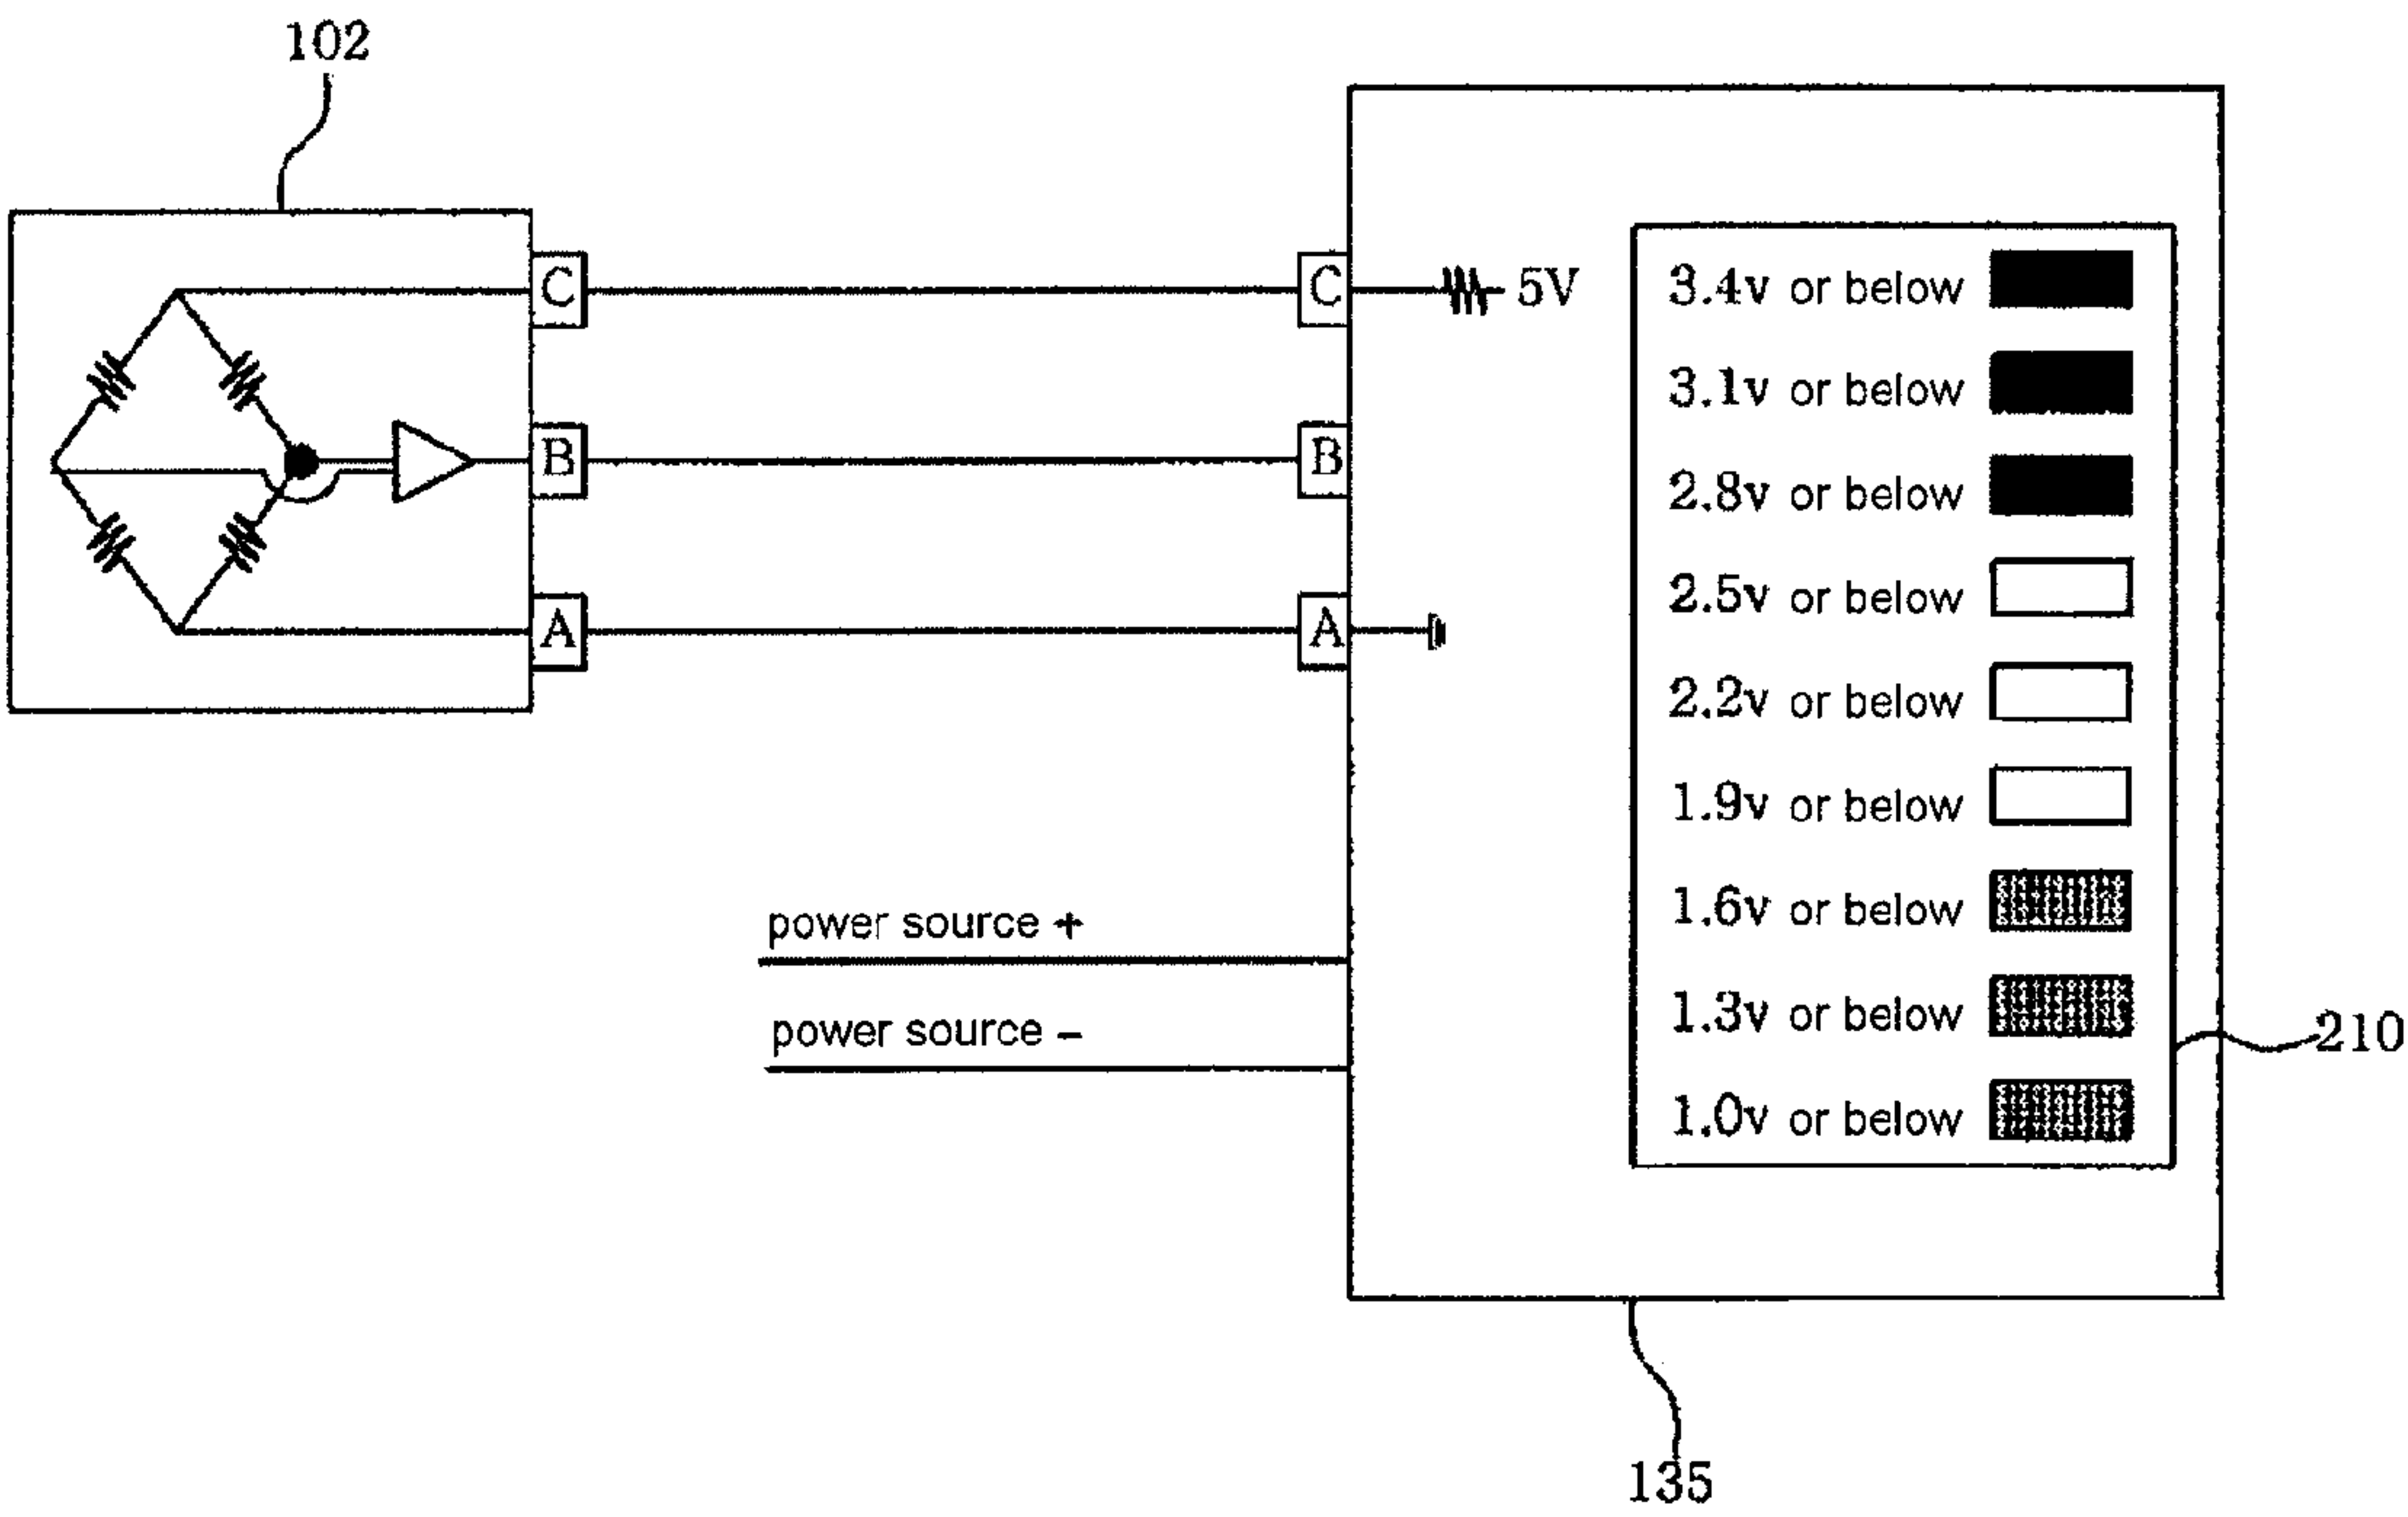 102
C
C
5V
B
B
A
A
3.4v or below
3.1v or below
2.8v or below
2.5v or below
2.2v or below
1.9v or below
1.6v or below
1.3v or below
1.0v or below
power source +
power source −
210
135